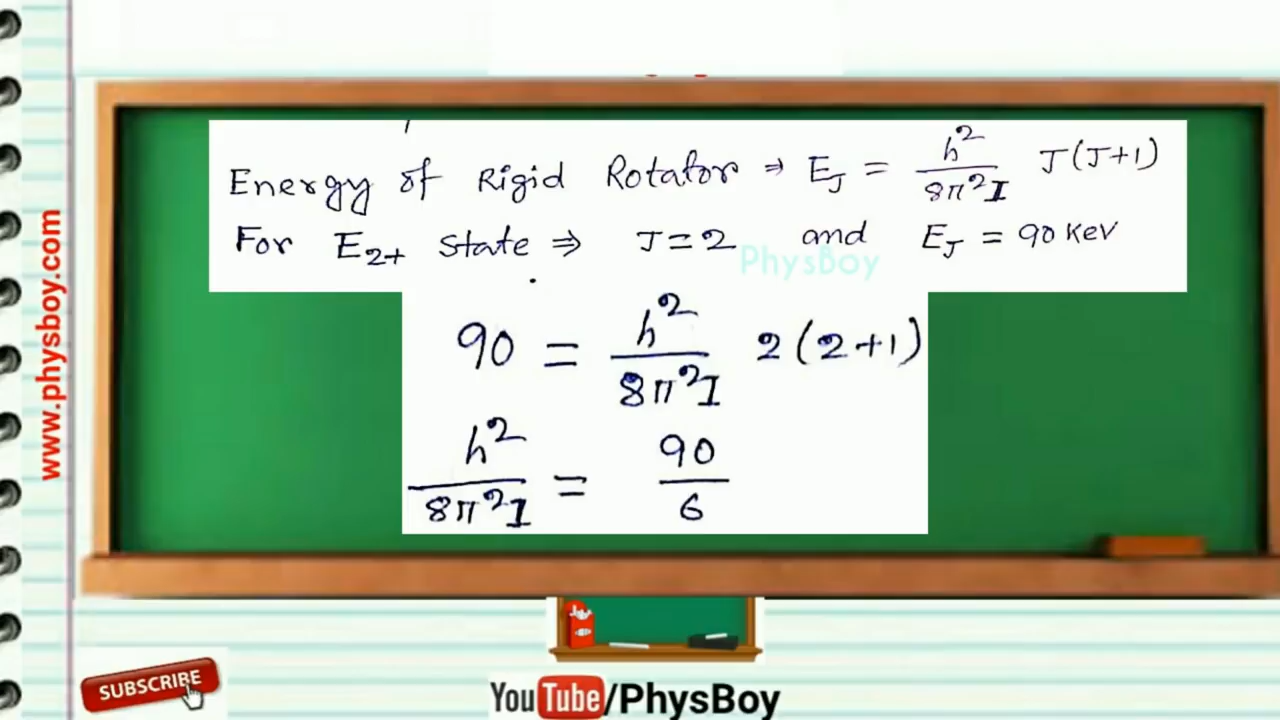 Energy of Rigid Rotator ⇒ E_J = h²/8π²I J(J+1)
For E₂₊ State ⇒ J=2 and E_J = 90 KeV
PhysBoy
90 = h²/8π²I 2(2+1)
h²/8π²I = 90/6
www.physboy.com
SUBSCRIBE
YouTube/PhysBoy